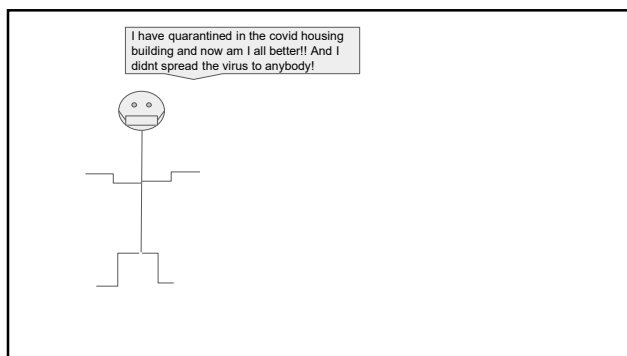 I have quarantined in the covid housing
building and now am I all better!! And I
didnt spread the virus to anybody!